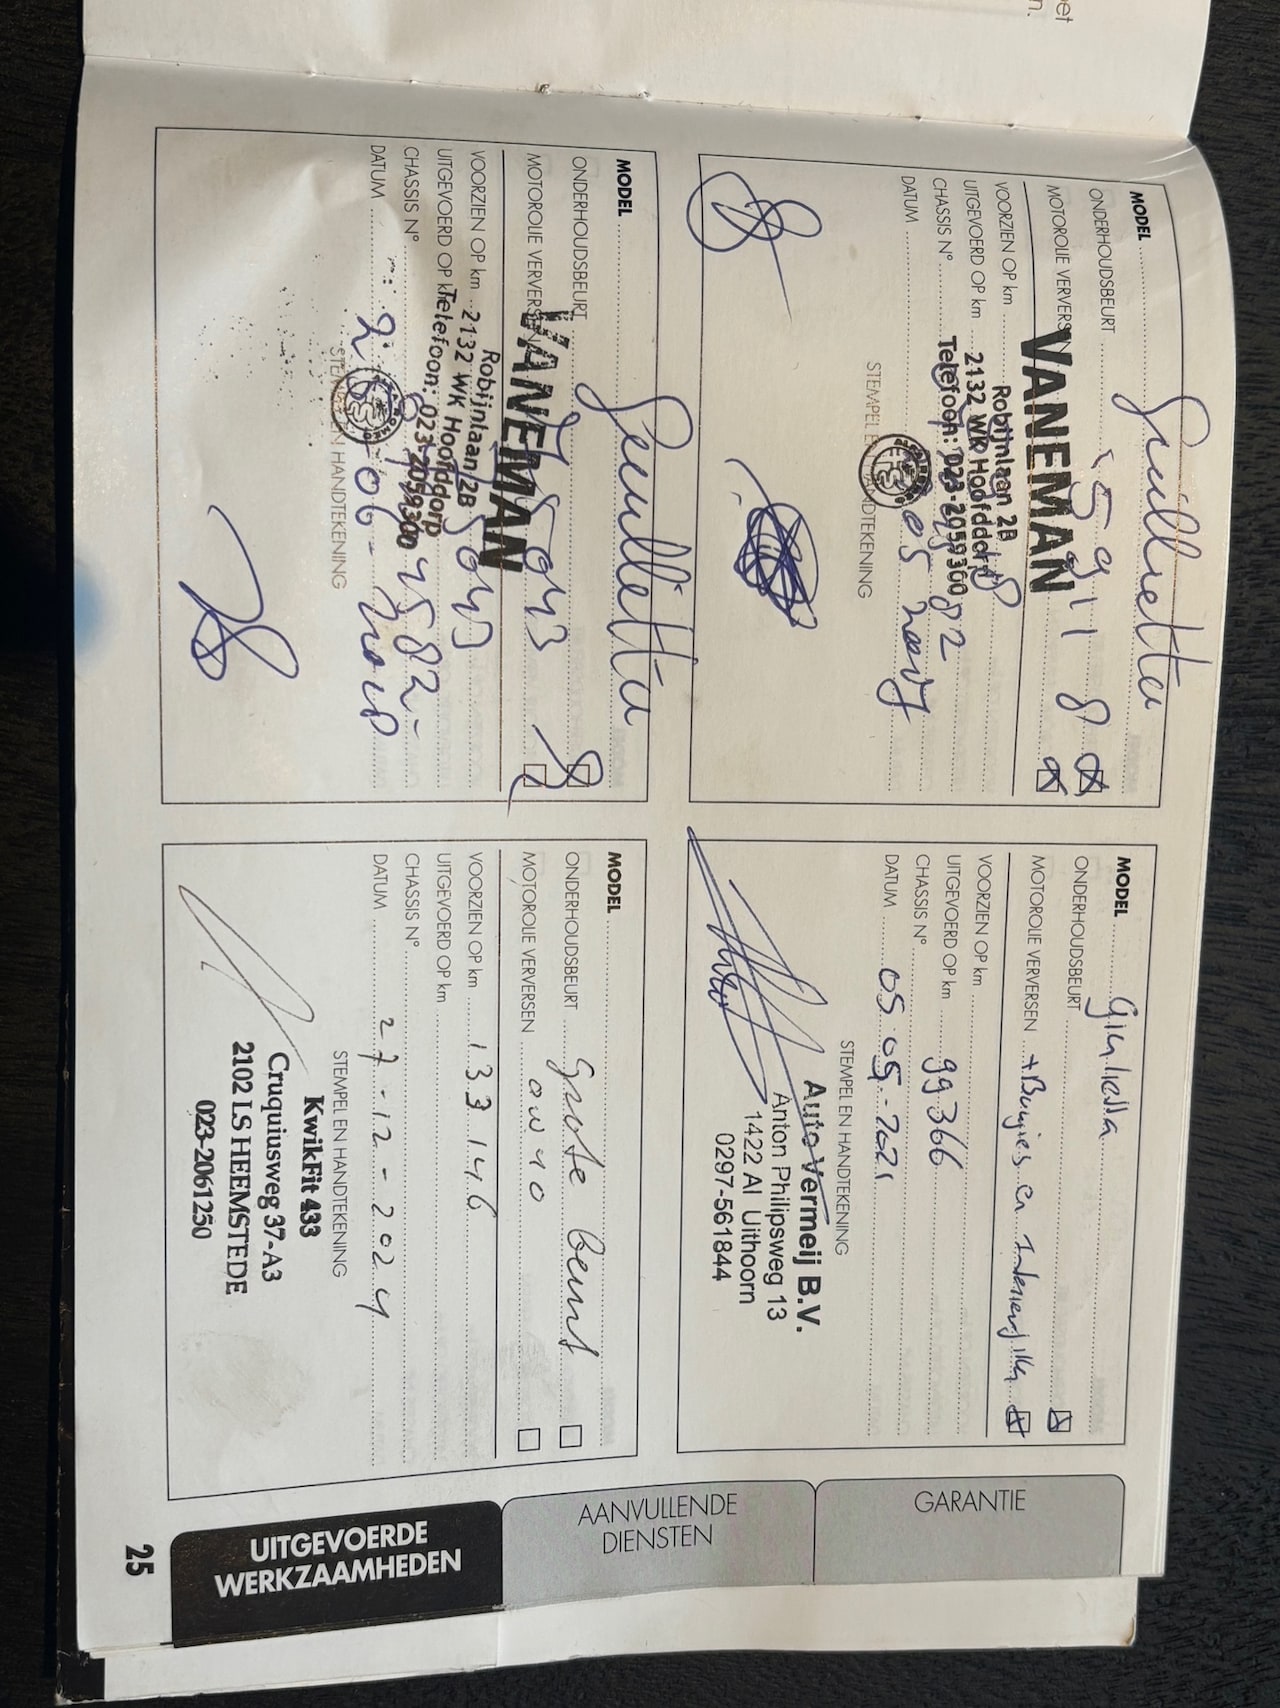 MODEL Giulietta
ONDERHOUDSBEURT 59118
MOTOROLIE VERVERSEN
VANEMAN
VOORZIEN OP km
Robijnlaan 2B
UITGEVOERD OP km
2132 WK Hoofddorp
CHASSIS N°
Telefoon: 023-2059300
DATUM
STEMPEL EN HANDTEKENING
MODEL Giulietta
ONDERHOUDSBEURT
MOTOROLIE VERVERSEN + Bougies en
VOORZIEN OP km
UITGEVOERD OP km 99366
CHASSIS N°
DATUM 05-05-2021
STEMPEL EN HANDTEKENING
Auto Vermeij B.V.
Anton Philipsweg 13
1422 Al Uithoorn
0297-561844
MODEL Giulietta
ONDERHOUDSBEURT 75043
MOTOROLIE VERVERSEN
VANEMAN
Robijnlaan 2B
VOORZIEN OP km
2132 WK Hoofddorp
UITGEVOERD OP km
Telefoon: 023-2059300
CHASSIS N°
DATUM 06-2018
STEMPEL EN HANDTEKENING
MODEL
ONDERHOUDSBEURT Grote beurt
MOTOROLIE VERVERSEN 0W40
VOORZIEN OP km 133146
UITGEVOERD OP km
CHASSIS N°
DATUM 27-12-2024
STEMPEL EN HANDTEKENING
KwikFit 433
Cruquiusweg 37-A3
2102 LS HEEMSTEDE
023-2061250
GARANTIE
AANVULLENDE
DIENSTEN
UITGEVOERDE
WERKZAAMHEDEN
25